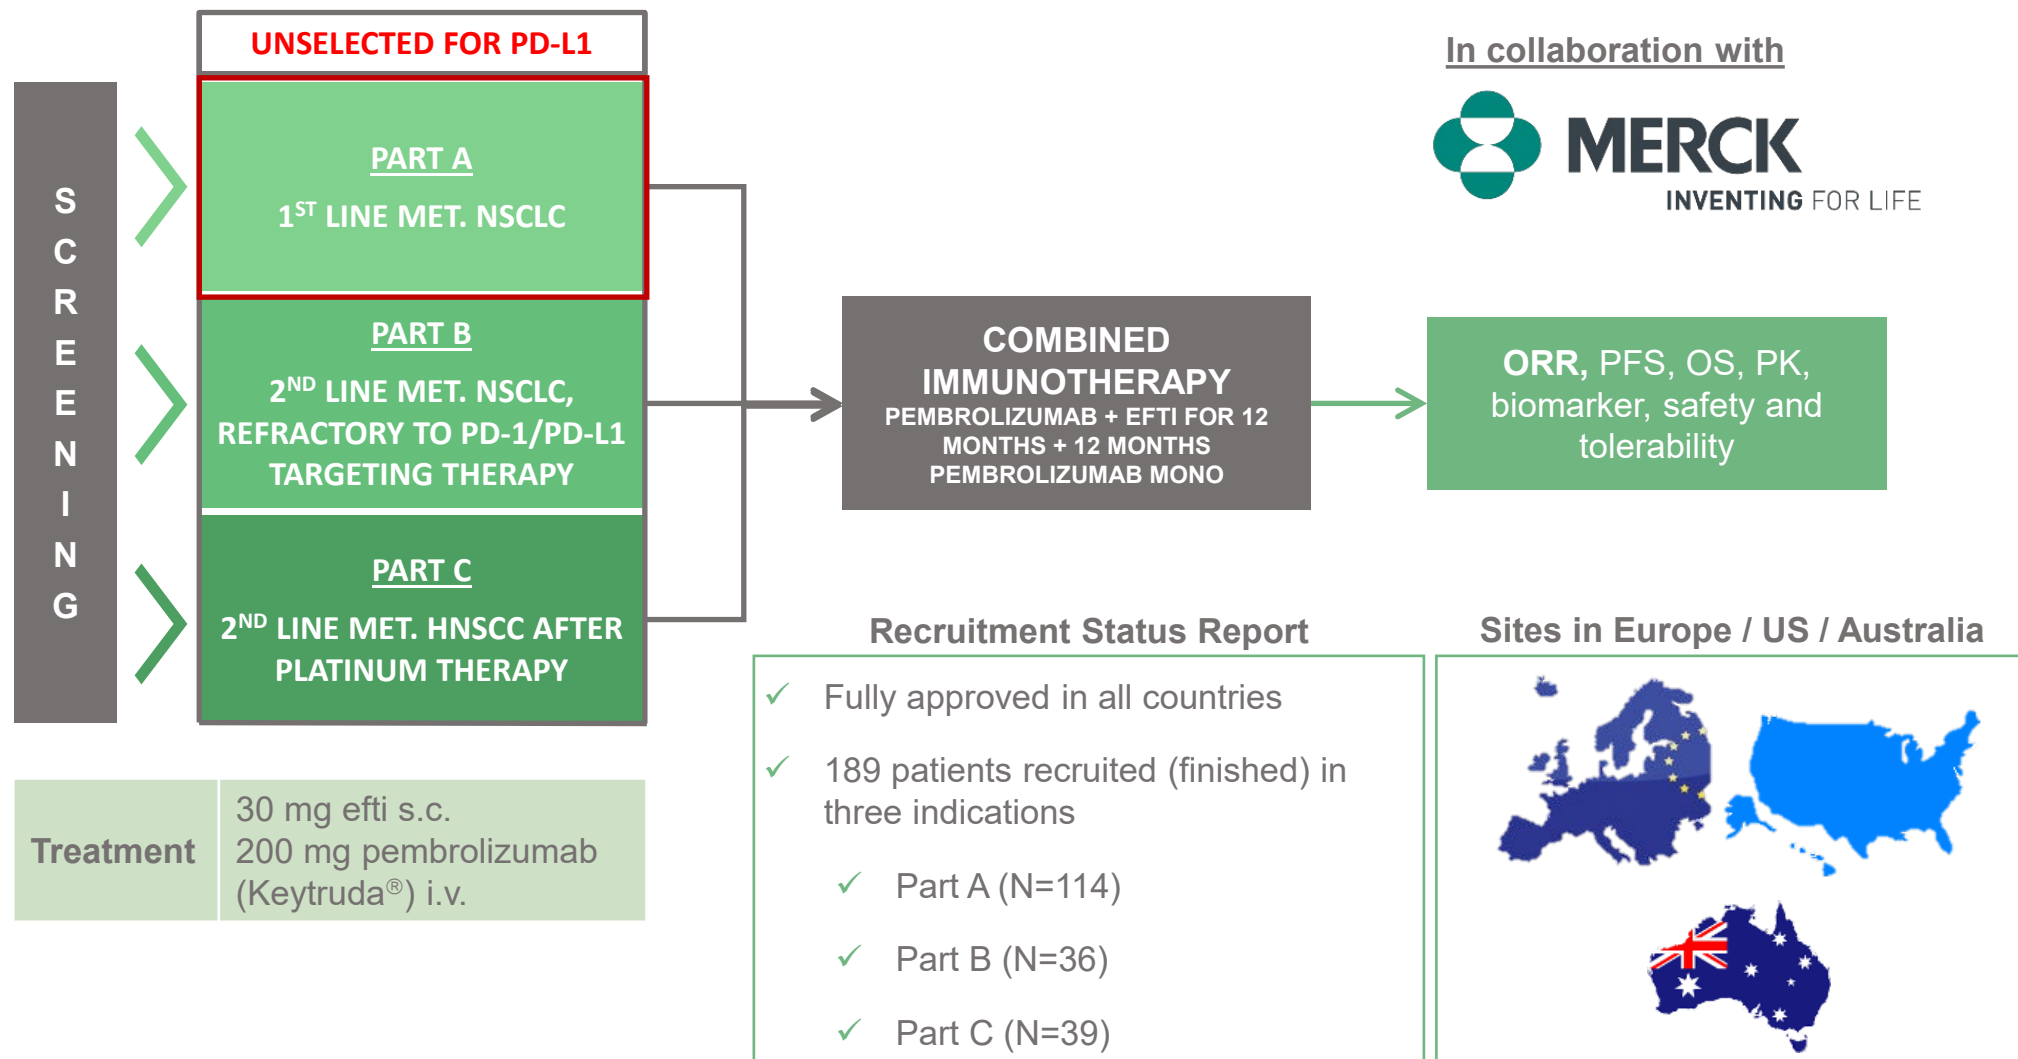 UNSELECTED FOR PD-L1
SCREENING
PART A
1ST LINE MET. NSCLC
PART B
2ND LINE MET. NSCLC,
REFRACTORY TO PD-1/PD-L1
TARGETING THERAPY
PART C
2ND LINE MET. HNSCC AFTER
PLATINUM THERAPY
Treatment
30 mg efti s.c.
200 mg pembrolizumab
(Keytruda®) i.v.
COMBINED
IMMUNOTHERAPY
PEMBROLIZUMAB + EFTI FOR 12
MONTHS + 12 MONTHS
PEMBROLIZUMAB MONO
In collaboration with
MERCK
INVENTING FOR LIFE
ORR, PFS, OS, PK,
biomarker, safety and
tolerability
Recruitment Status Report
✓ Fully approved in all countries
✓ 189 patients recruited (finished) in
three indications
✓ Part A (N=114)
✓ Part B (N=36)
✓ Part C (N=39)
Sites in Europe / US / Australia